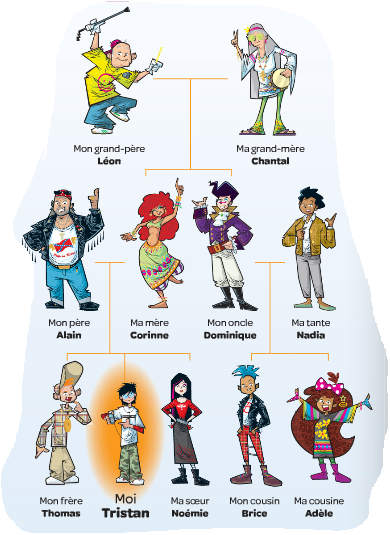 Mon grand-père
Léon
Ma grand-mère
Chantal
Mon père
Alain
Ma mère
Corinne
Mon oncle
Dominique
Ma tante
Nadia
Mon frère
Thomas
Moi
Tristan
Ma sœur
Noémie
Mon cousin
Brice
Ma cousine
Adèle